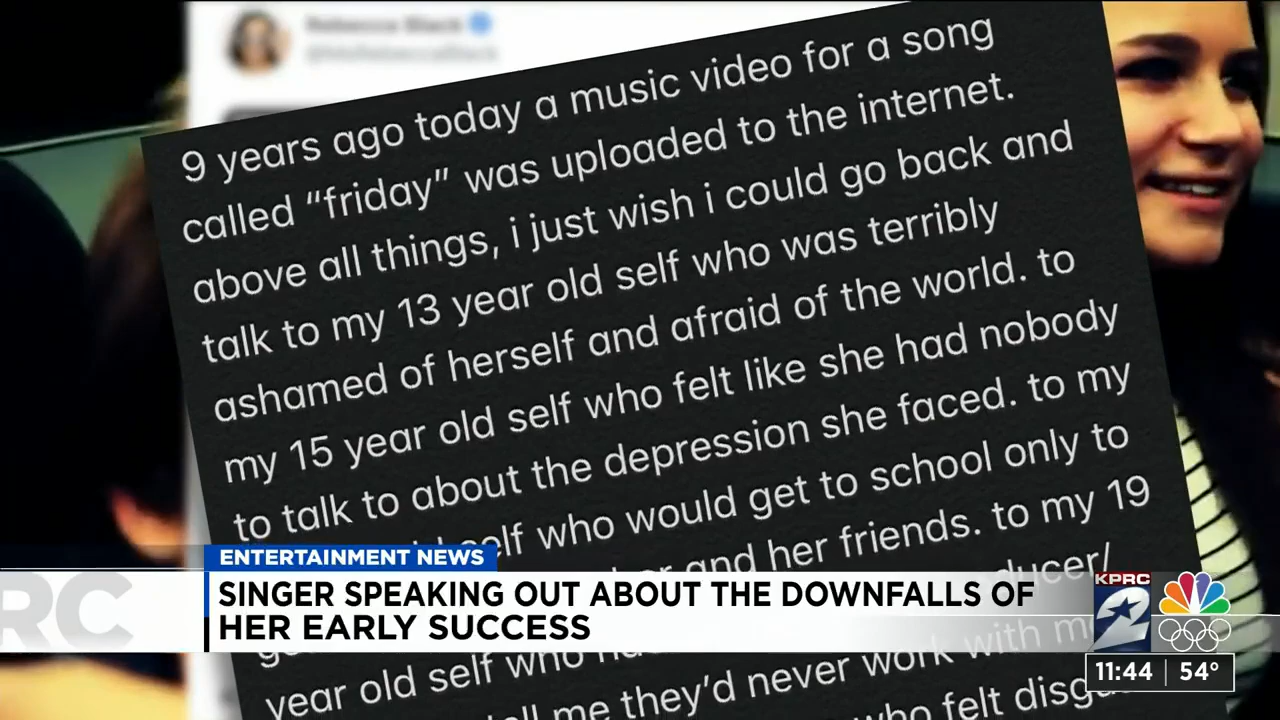 Rebecca Black
9 years ago today a music video for a song
called “friday” was uploaded to the internet.
above all things, i just wish i could go back and
talk to my 13 year old self who was terribly
ashamed of herself and afraid of the world. to
my 15 year old self who felt like she had nobody
to talk to about the depression she faced. to my
self who would get to school only to
and her friends. to my 19
year old self who
me they’d never work with
who felt
ENTERTAINMENT NEWS
SINGER SPEAKING OUT ABOUT THE DOWNFALLS OF
HER EARLY SUCCESS
RC
KPRC
2
11:44 54°